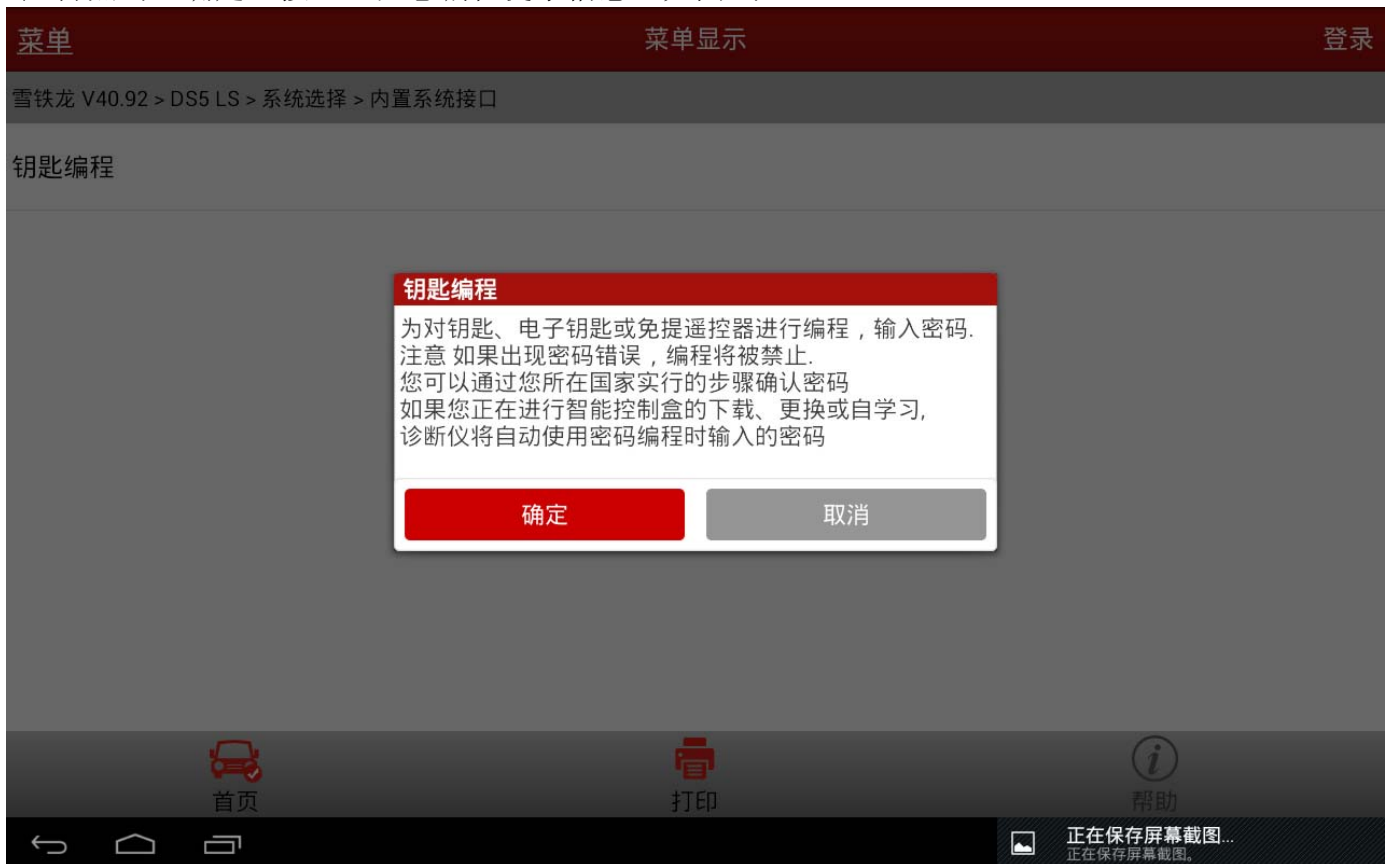 菜单
菜单显示
登录
雪铁龙 V40.92 > DS5 LS > 系统选择 > 内置系统接口
钥匙编程
钥匙编程
为对钥匙、电子钥匙或免提遥控器进行编程，输入密码.
注意 如果出现密码错误，编程将被禁止.
您可以通过您所在国家实行的步骤确认密码
如果您正在进行智能控制盒的下载、更换或自学习,
诊断仪将自动使用密码编程时输入的密码
确定
取消
首页
打印
帮助
正在保存屏幕截图...
正在保存屏幕截图。